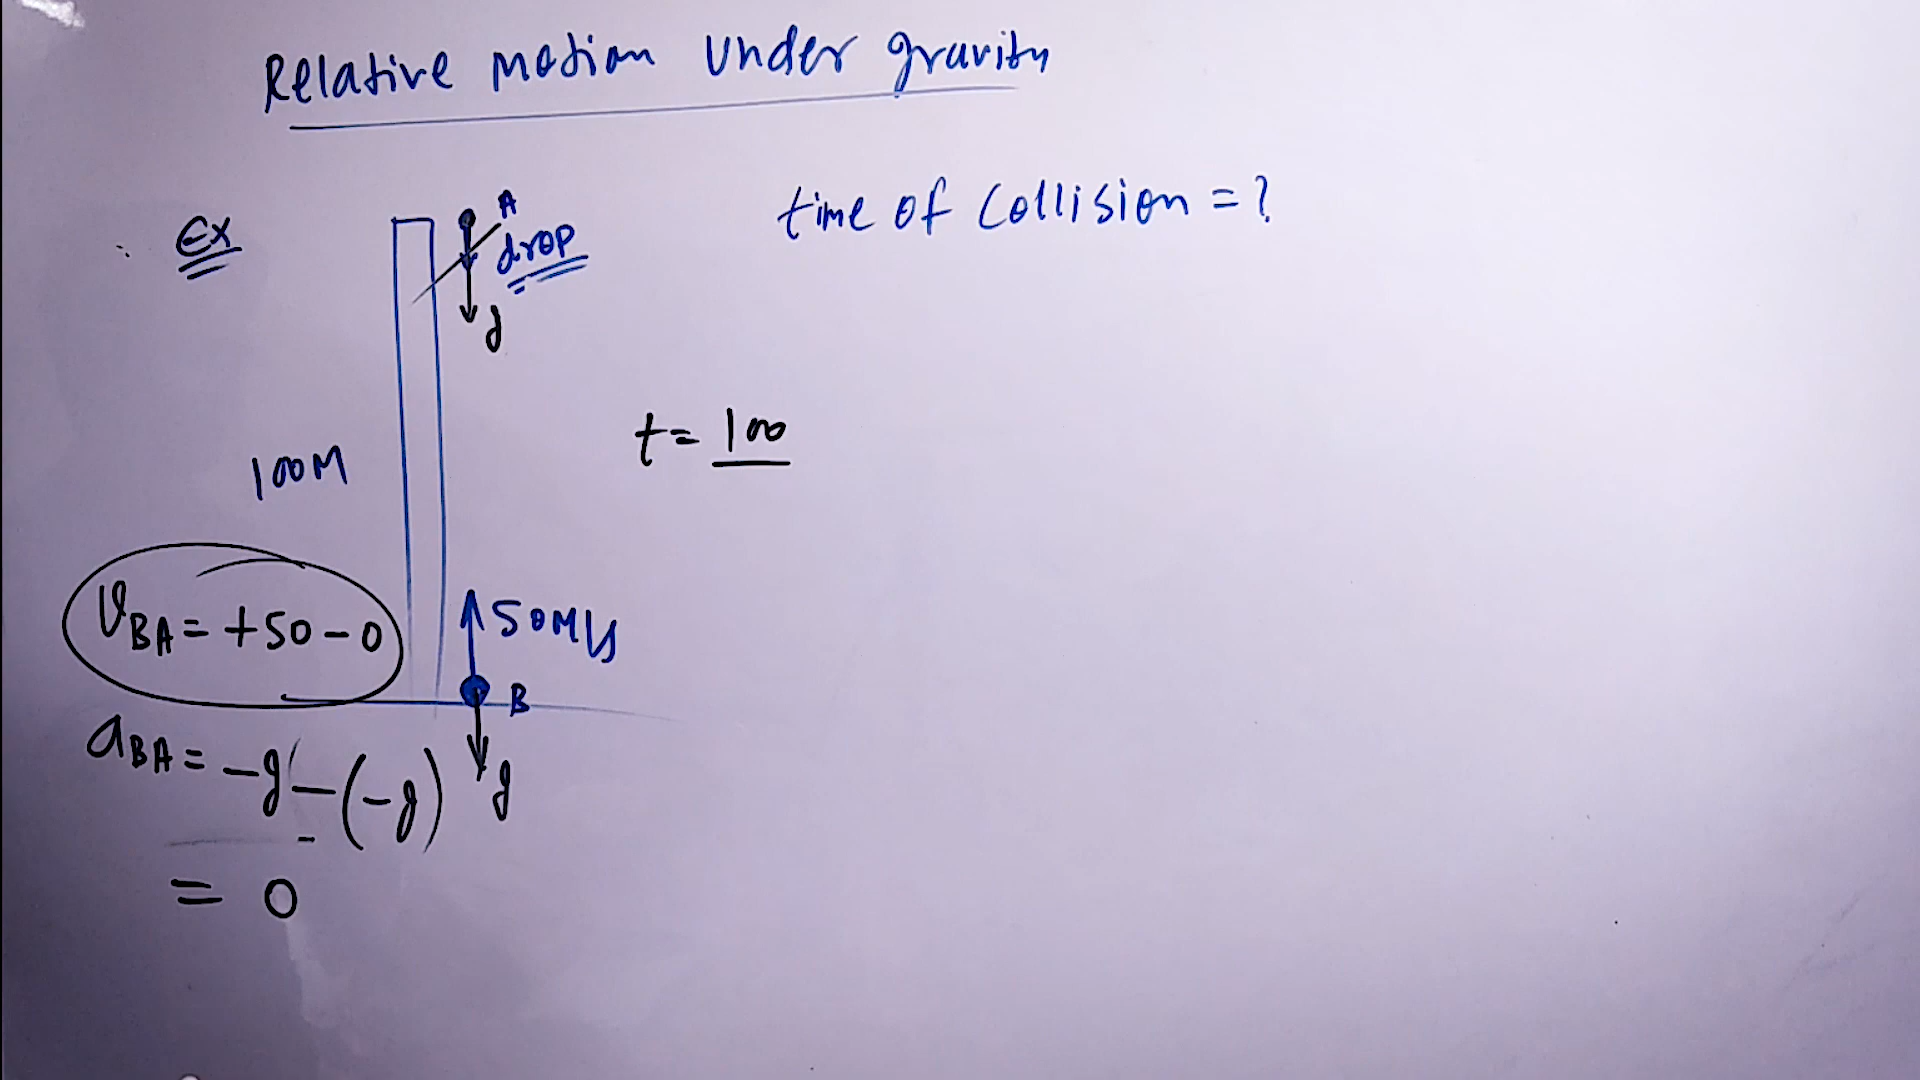 Relative motion under gravity
Ex
A
drop
g
time of collision = ?
100M
t = 100
VBA = +50 - 0
50M/s
B
aBA = -g - (-g)
g
= 0